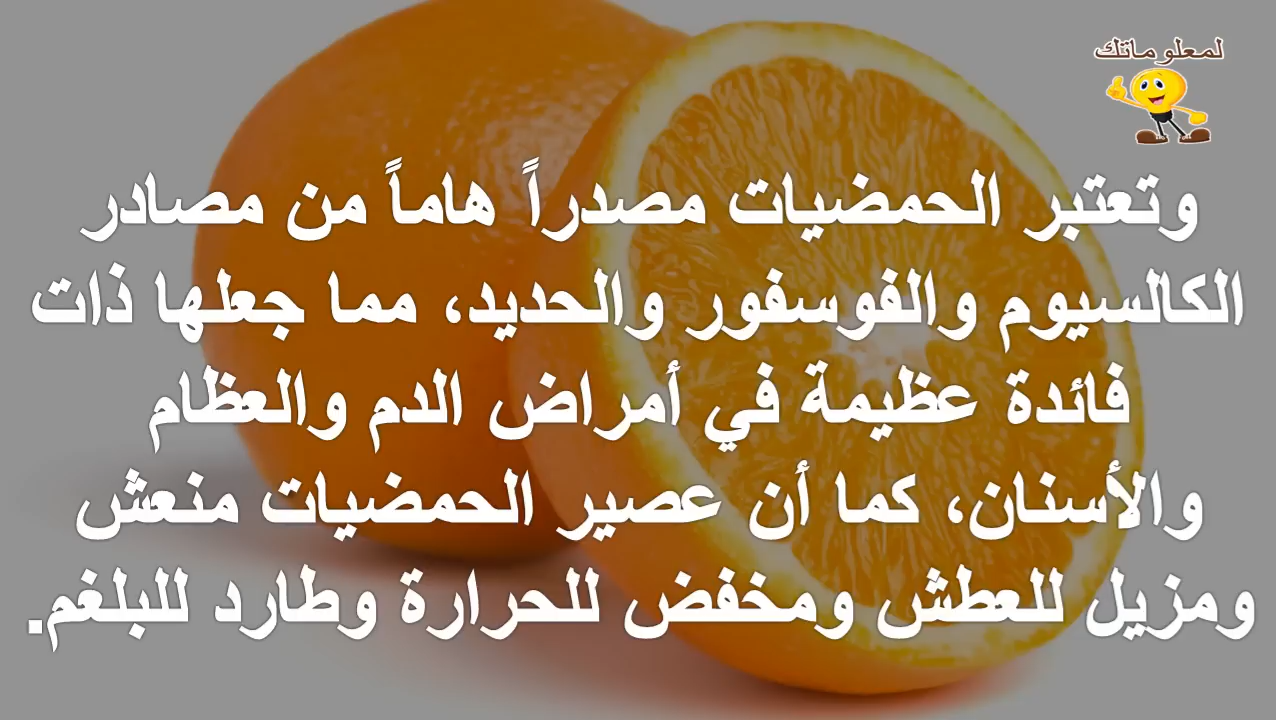 لمعلوماتك
وتعتبر الحمضيات مصدراً هاماً من مصادر
الكالسيوم والفوسفور والحديد، مما جعلها ذات
فائدة عظيمة في أمراض الدم والعظام
والأسنان، كما أن عصير الحمضيات منعش
ومزيل للعطش ومخفض للحرارة وطارد للبلغم.